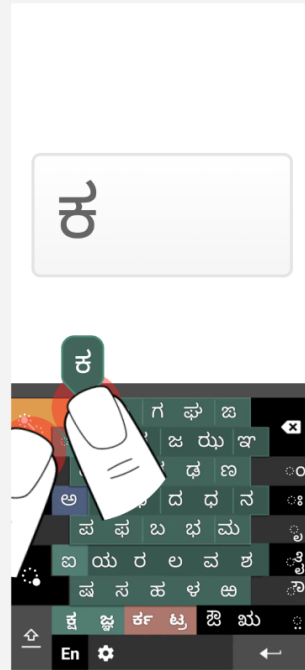 ಕ
ಕ
ಗ ಘ ಙ
ಜ ಝ ಞ
ಢ ಣ ಂ
ಅ ದ ಧ ನ ಃ
ಪ ಫ ಬ ಭ ಮ ೃ
ಐ ಯ ರ ಲ ವ ಶ ೈ
ಷ ಸ ಹ ಳ ಱ ೌ
ಕ್ಷ ಜ್ಞ ರ್ಕ ಟ್ರ ಔ ಋ ಼
En